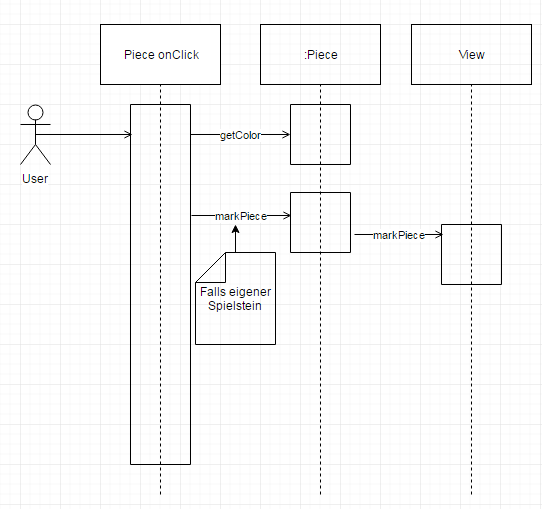 Piece onClick
:Piece
View
getColor
User
markPiece
markPiece
Falls eigener
Spielstein